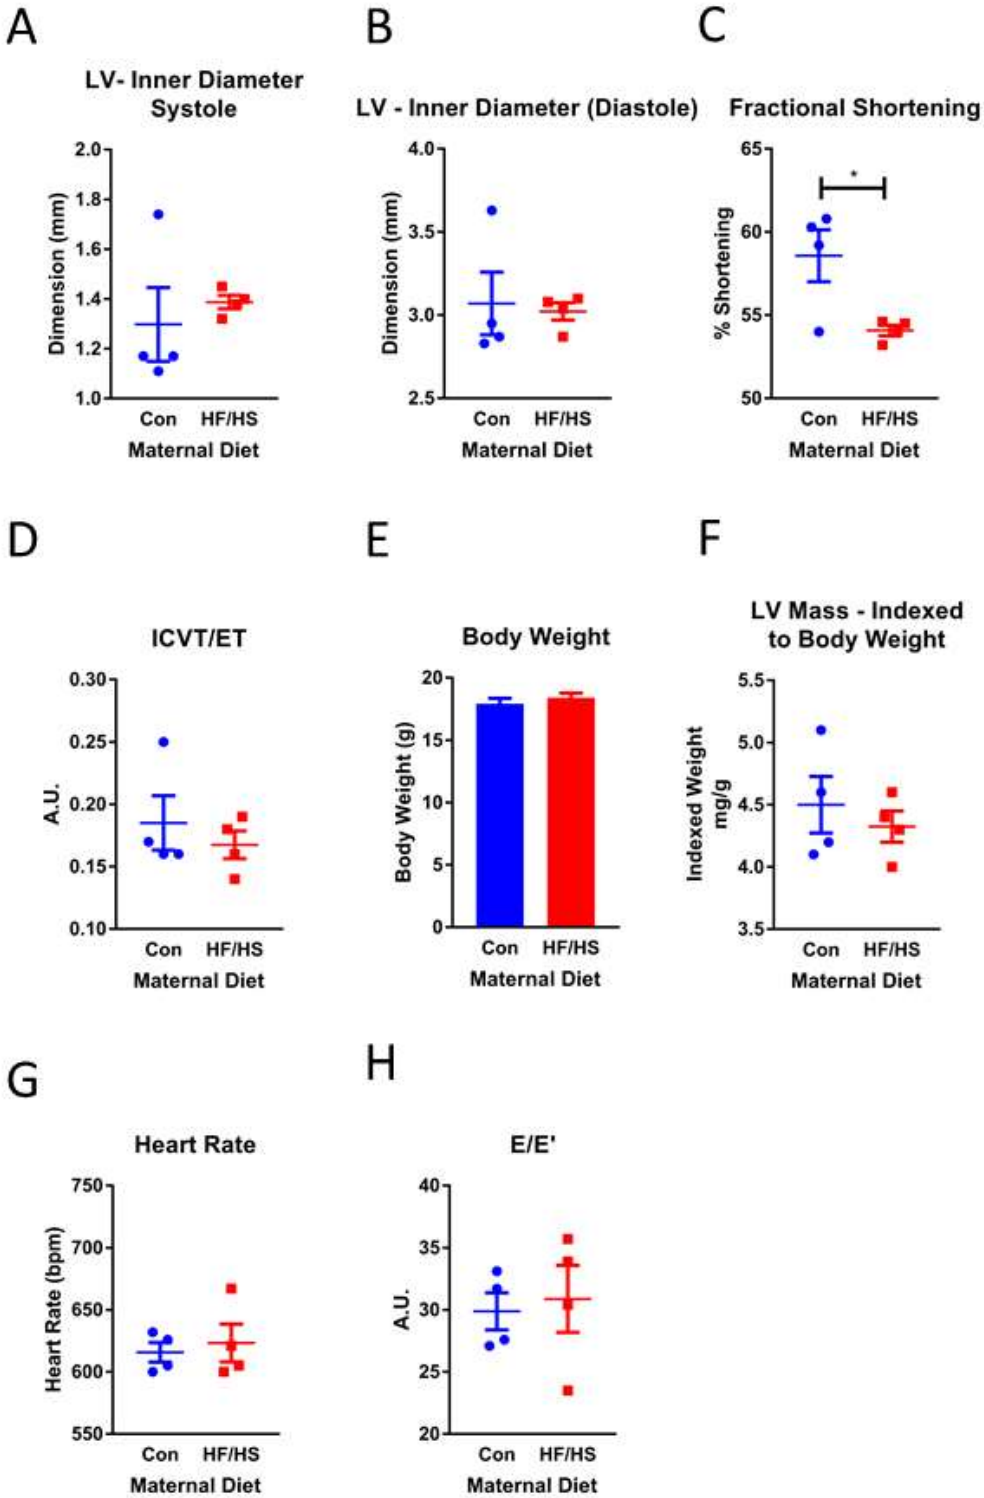 A
LV- Inner Diameter
Systole
Dimension (mm)
2.0
1.8
1.6
1.4
1.2
1.0
Con HF/HS
Maternal Diet
B
LV - Inner Diameter (Diastole)
Dimension (mm)
4.0
3.5
3.0
2.5
Con HF/HS
Maternal Diet
C
Fractional Shortening
% Shortening
65
60
55
50
*
Con HF/HS
Maternal Diet
D
ICVT/ET
A.U.
0.30
0.25
0.20
0.15
0.10
Con HF/HS
Maternal Diet
E
Body Weight
Body Weight (g)
20
15
10
5
0
Con HF/HS
Maternal Diet
F
LV Mass - Indexed
to Body Weight
Indexed Weight
mg/g
5.5
5.0
4.5
4.0
3.5
Con HF/HS
Maternal Diet
G
Heart Rate
Heart Rate (bpm)
750
700
650
600
550
Con HF/HS
Maternal Diet
H
E/E'
A.U.
40
35
30
25
20
Con HF/HS
Maternal Diet